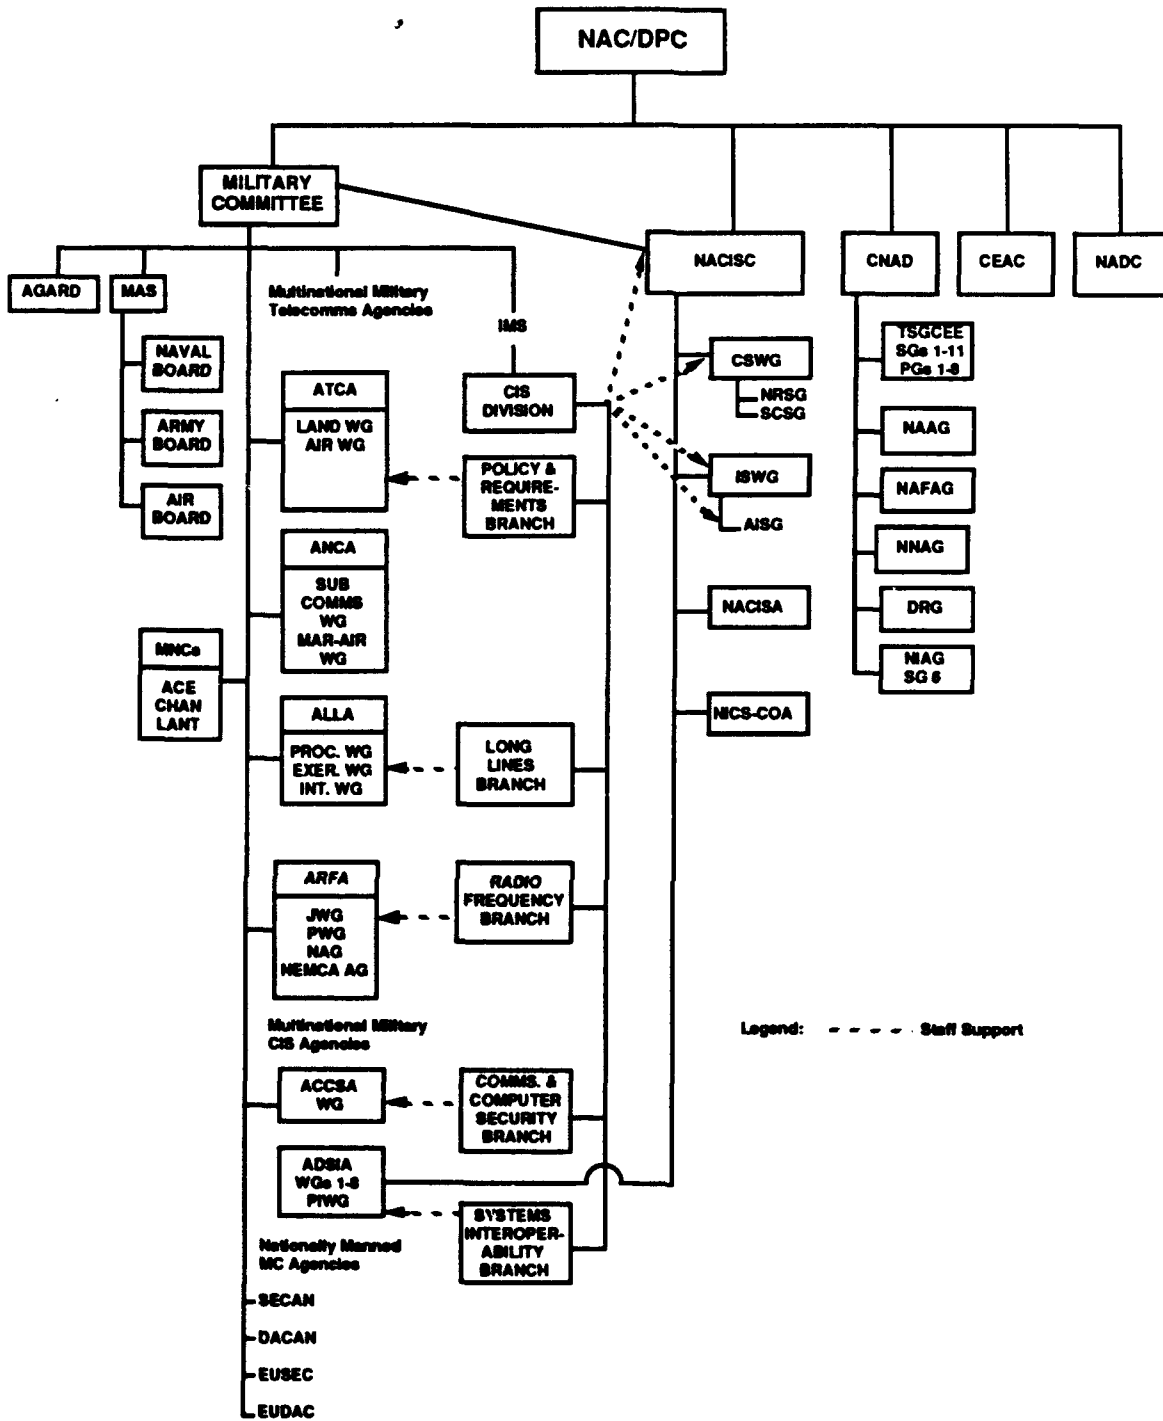 NAC/DPC
MILITARY
COMMITTEE
NACISC
CNAD
CEAC
NADC
AGARD
MAS
Multinational Military
Telecomms Agencies
IMS
NAVAL
BOARD
ARMY
BOARD
AIR
BOARD
ATCA
LAND WG
AIR WG
CIS
DIVISION
POLICY &
REQUIRE-
MENTS
BRANCH
CSWG
NRSG
SCSG
ISWG
AISG
NACISA
NICS-COA
TSGCEE
SGs 1-11
PGs 1-8
NAAG
NAFAG
NNAG
DRG
NIAG
SG 6
ANCA
SUB
COMMS
WG
MAR-AIR
WG
MNCs
ACE
CHAN
LANT
ALLA
PROC. WG
EXER. WG
INT. WG
LONG
LINES
BRANCH
ARFA
JWG
PWG
NAG
NEMCA AG
RADIO
FREQUENCY
BRANCH
Multinational Military
CIS Agencies
Legend: - - - - - Staff Support
ACCSA
WG
COMMS. &
COMPUTER
SECURITY
BRANCH
ADSIA
WGs 1-8
PIWG
SYSTEMS
INTEROPER-
ABILITY
BRANCH
Nationally Manned
MC Agencies
SECAN
DACAN
EUSEC
EUDAC